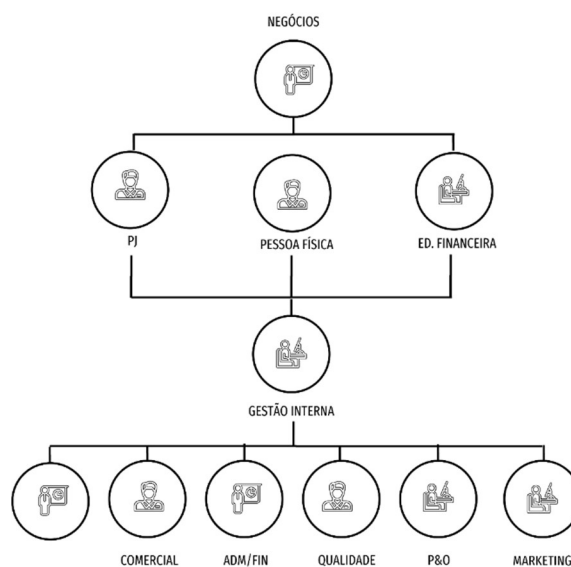 NEGÓCIOS
PJ
PESSOA FÍSICA
ED. FINANCEIRA
GESTÃO INTERNA
COMERCIAL
ADM/FIN
QUALIDADE
P&O
MARKETING